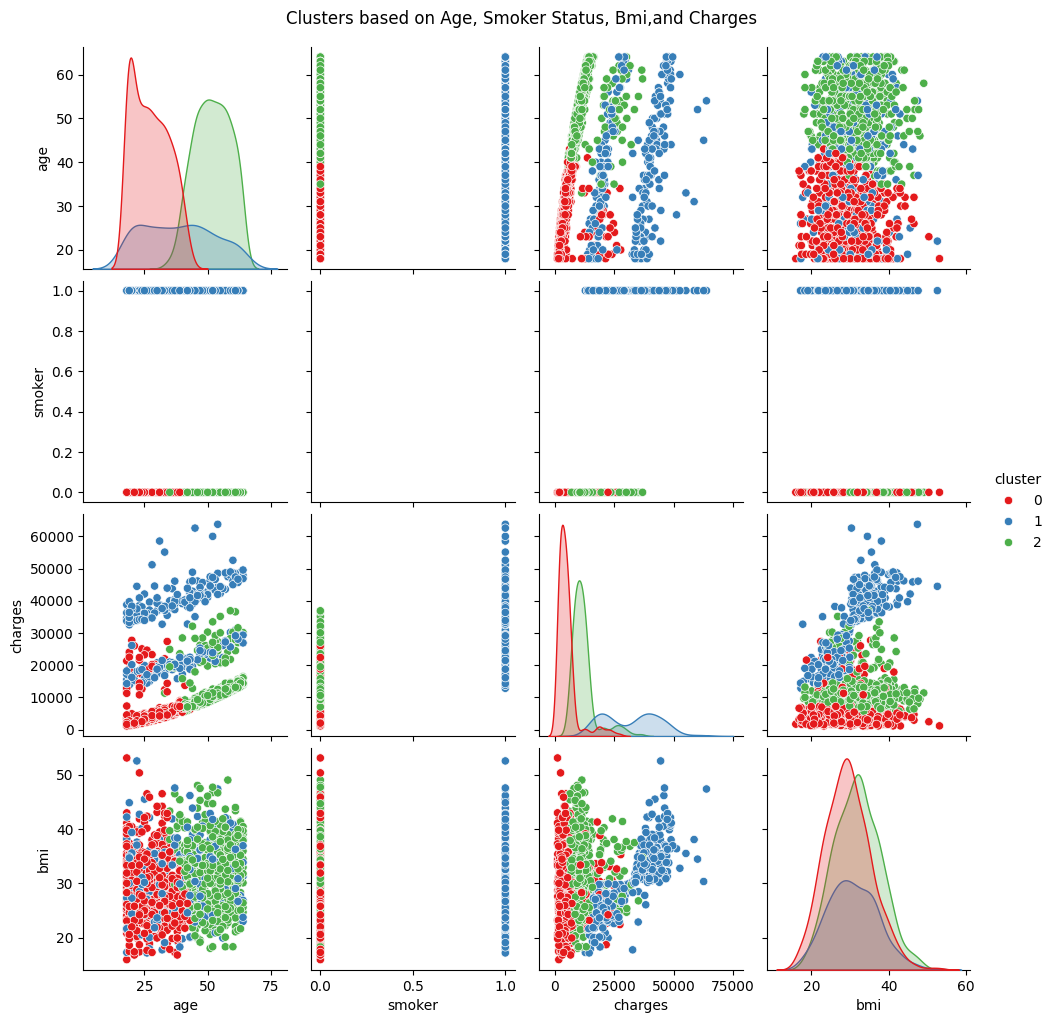 Clusters based on Age, Smoker Status, Bmi,and Charges
60
50
40
30
20
age
1.0
0.8
0.6
0.4
0.2
0.0
smoker
cluster
0
1
2
60000
50000
40000
30000
20000
10000
0
charges
50
40
30
20
bmi
25 50 75
0.0 0.5 1.0
0 25000 50000 75000
20 40 60
age smoker charges bmi